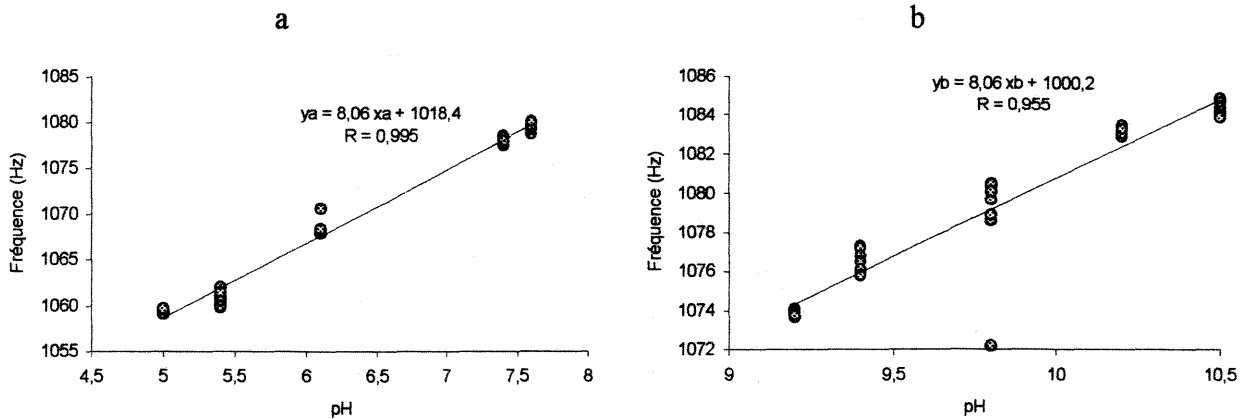 a
Fréquence (Hz)
1085
1080
1075
1070
1065
1060
1055
ya = 8,06 xa + 1018,4
R = 0,995
4,5 5 5,5 6 6,5 7 7,5 8
pH
b
Fréquence (Hz)
1086
1084
1082
1080
1078
1076
1074
1072
yb = 8,06 xb + 1000,2
R = 0,955
9 9,5 10 10,5
pH